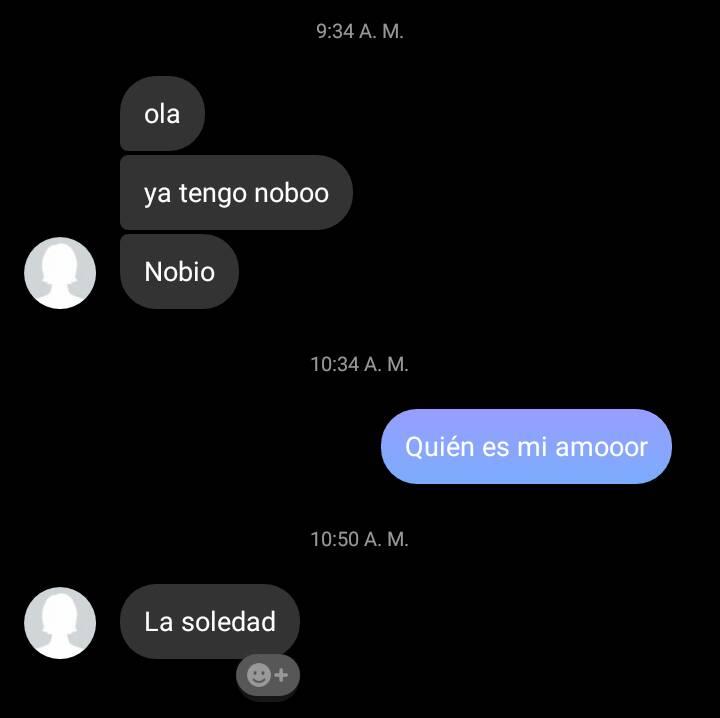 9:34 A. M.
ola
ya tengo noboo
Nobio
10:34 A. M.
Quién es mi amooor
10:50 A. M.
La soledad